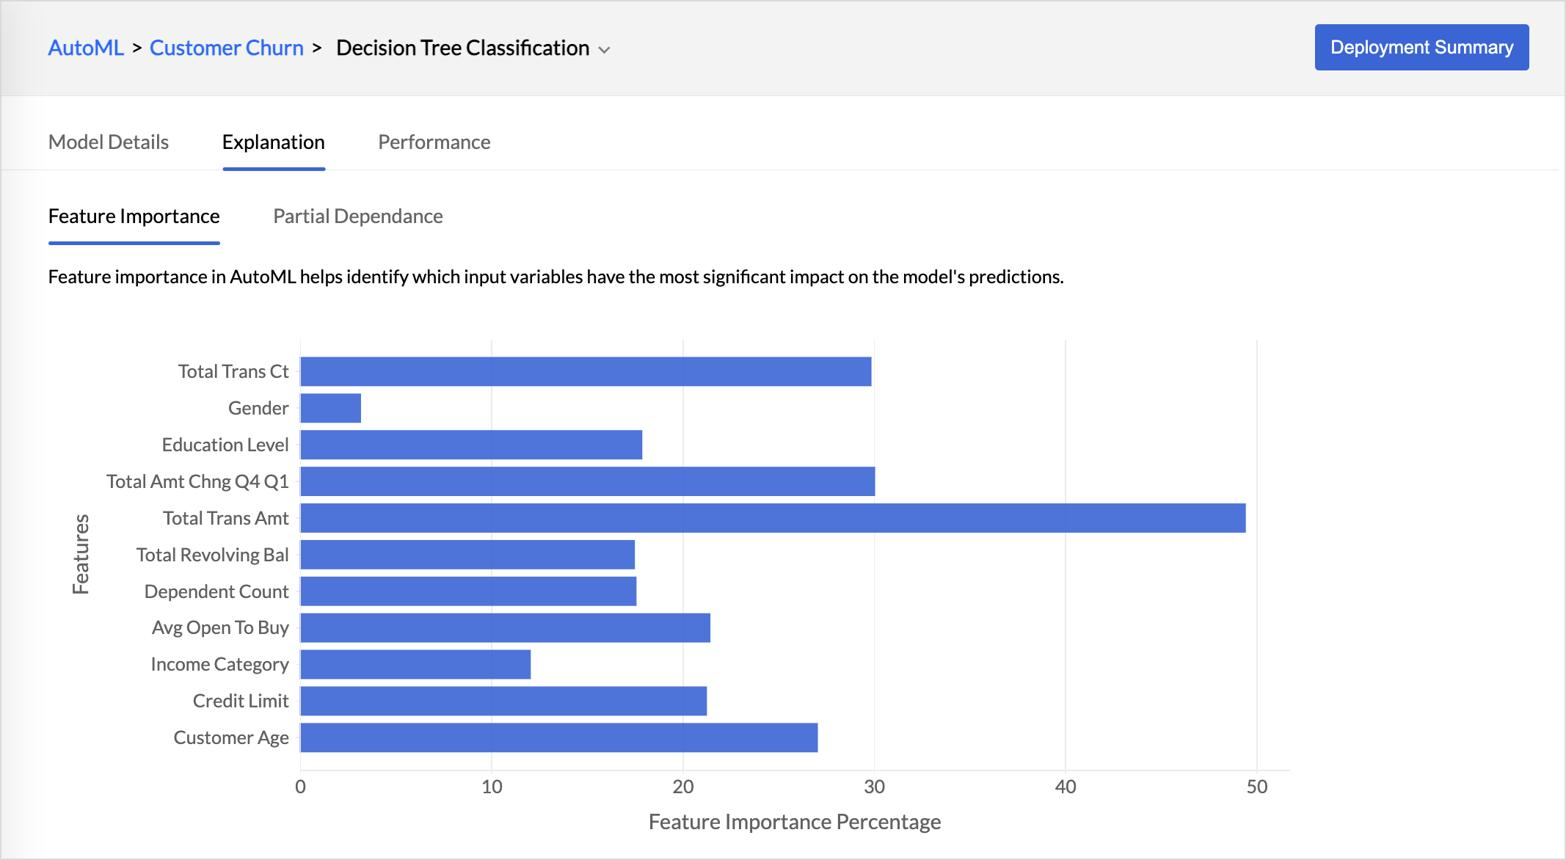 AutoML > Customer Churn > Decision Tree Classification
Deployment Summary
Model Details
Explanation
Performance
Feature Importance
Partial Dependance
Feature importance in AutoML helps identify which input variables have the most significant impact on the model's predictions.
Features
Total Trans Ct
Gender
Education Level
Total Amt Chng Q4 Q1
Total Trans Amt
Total Revolving Bal
Dependent Count
Avg Open To Buy
Income Category
Credit Limit
Customer Age
0 10 20 30 40 50
Feature Importance Percentage